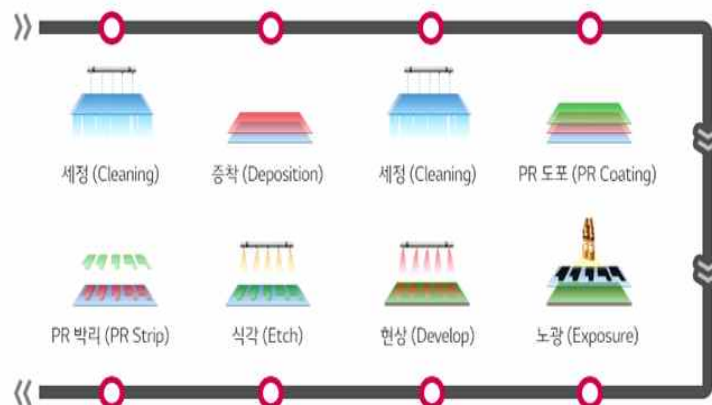 세정 (Cleaning)
증착 (Deposition)
세정 (Cleaning)
PR 도포 (PR Coating)
PR 박리 (PR Strip)
식각 (Etch)
현상 (Develop)
노광 (Exposure)